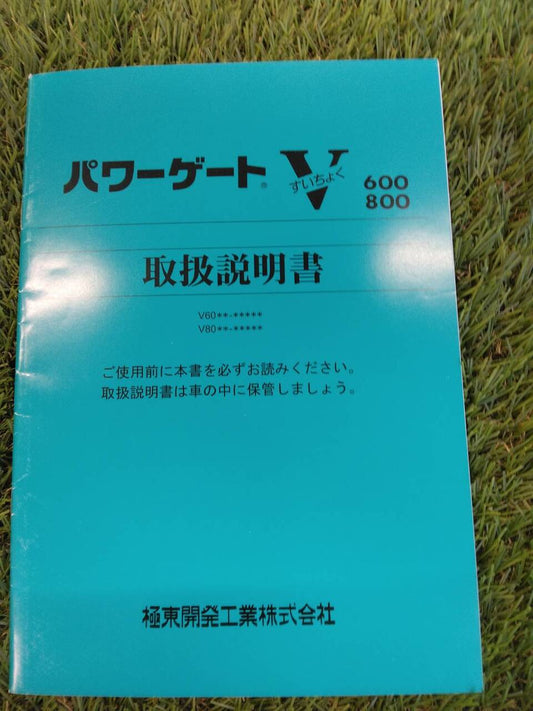 パワーゲート® V すいちょく 600
800
取扱説明書
V60**-*****
V80**-*****
ご使用前に本書を必ずお読みください。
取扱説明書は車の中に保管しましょう。
極東開発工業株式会社